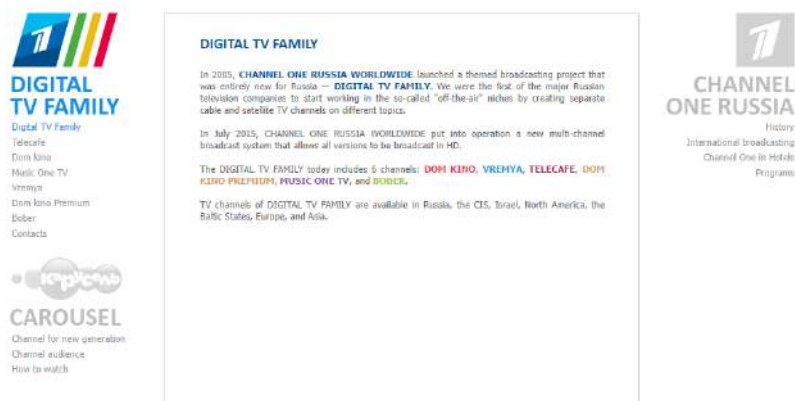 1
DIGITAL
TV FAMILY
Digital TV Family
Telecafe
Dom kino
Music One TV
Vremya
Dom kino Premium
Bober
Contacts
карусель
CAROUSEL
Channel for new generation
Channel audience
How to watch
DIGITAL TV FAMILY
In 2005, CHANNEL ONE RUSSIA WORLDWIDE launched a themed broadcasting project that
was entirely new for Russia — DIGITAL TV FAMILY. We were the first of the major Russian
television companies to start working in the so-called "off-the-air" niches by creating separate
cable and satellite TV channels on different topics.
In July 2015, CHANNEL ONE RUSSIA WORLDWIDE put into operation a new multi-channel
broadcast system that allows all versions to be broadcast in HD.
The DIGITAL TV FAMILY today includes 6 channels: DOM KINO, VREMYA, TELECAFE, DOM
KINO PREMIUM, MUSIC ONE TV, and BOBER.
TV channels of DIGITAL TV FAMILY are available in Russia, the CIS, Israel, North America, the
Baltic States, Europe, and Asia.
1
CHANNEL
ONE RUSSIA
History
International broadcasting
Channel One in Hotels
Programs